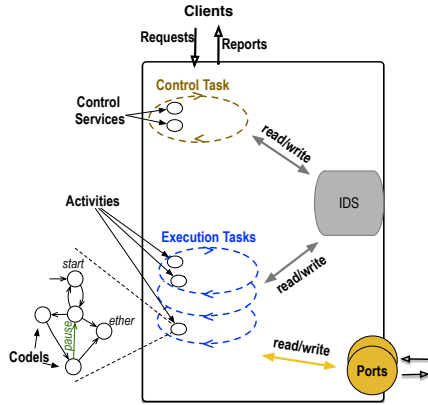 Clients
Requests
Reports
Control Task
Control
Services
read/write
IDS
Activities
Execution Tasks
read/write
start
ether
pause
Codels
read/write
Ports